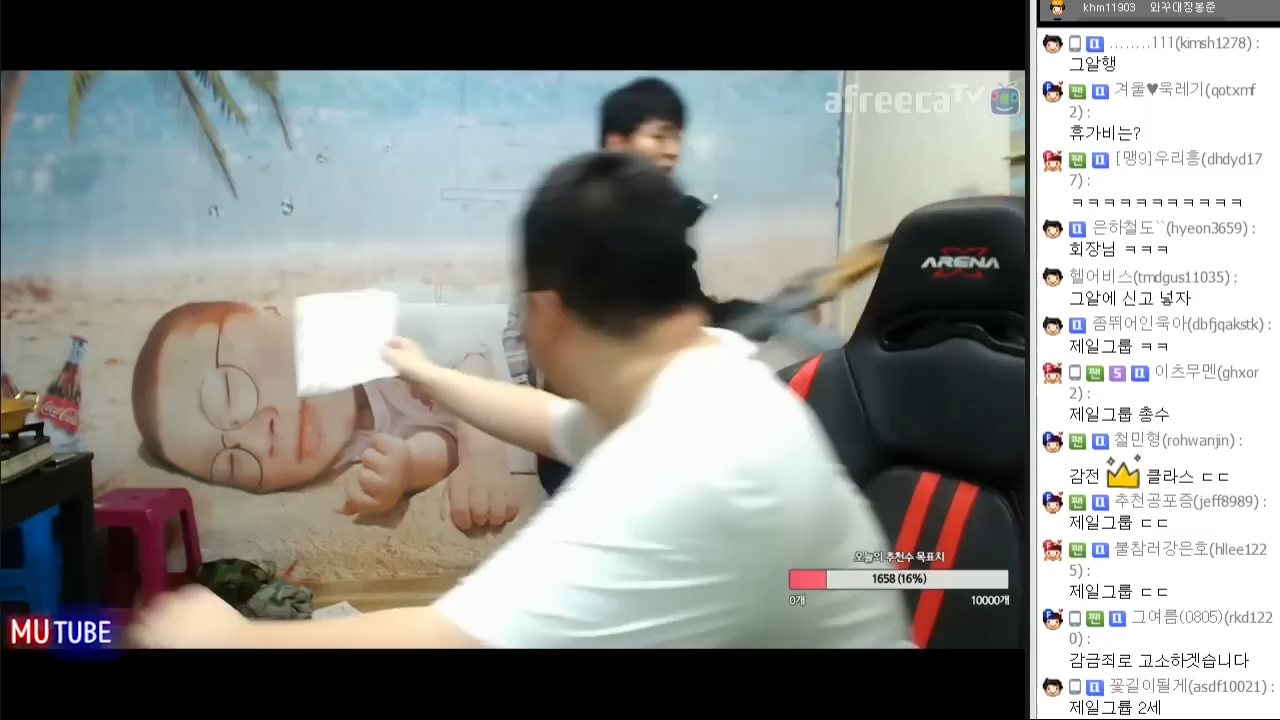 khm11903 와꾸대장봉준
........111(kimsh1278) :
그알행
겨울♥묵레기(qotxmf
2) :
휴가비는?
[맹9]우리흥(dhdyd17
7) :
ㅋㅋㅋㅋㅋㅋㅋㅋㅋㅋㅋ
은하철도``(hyeon3659) :
회장님 ㅋㅋㅋ
헬어비스(tmdgus11035) :
그알에 신고 넣자
좀뛰어인욱아(dbfjqakstk) :
제일그룹 ㅋㅋ
이츠무멘(ghxor
2) :
제일그룹 총수
철민형(rohwanjin) :
감전 클라스 ㄷㄷ
추천공포증(jeff8989) :
제일그룹 ㄷㄷ
불참러강은호(hllee122
5) :
제일그룹 ㄷㄷ
그여름(0805)(rkd122
0) :
감금죄로 고소하겟습니다
꽃길이될게(asdf10021) :
제일그룹 2세
afreecaTV
ARENA
Coca-Cola
오늘의 추천수 목표치
1658 (16%)
0개 10000개
MUTUBE